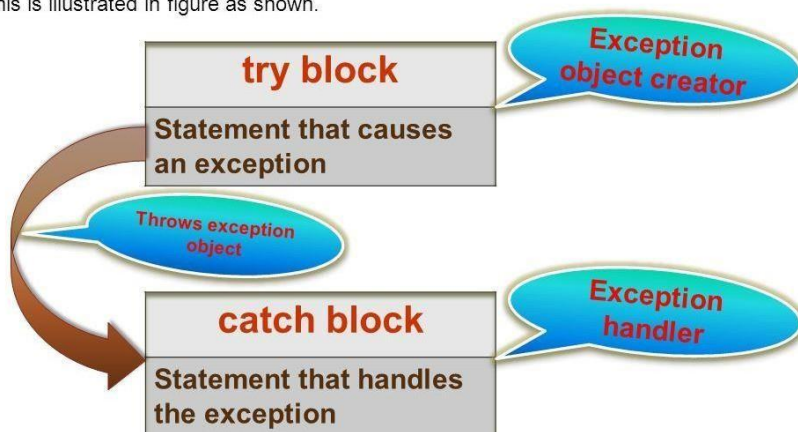 his is illustrated in figure as shown.
try block
Exception
object creator
Statement that causes
an exception
Throws exception
object
catch block
Exception
handler
Statement that handles
the exception